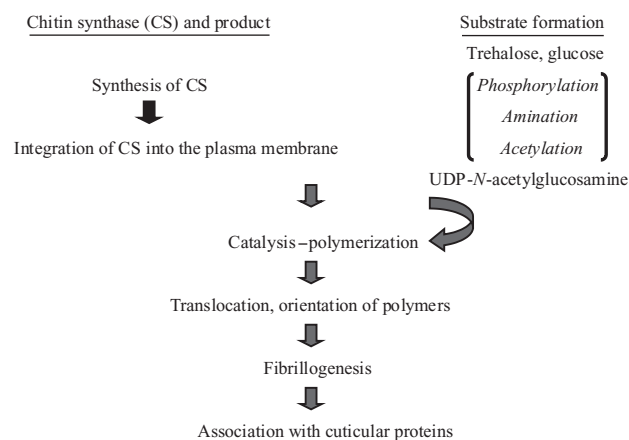 Chitin synthase (CS) and product
Substrate formation
Trehalose, glucose
Synthesis of CS
Phosphorylation
Amination
Integration of CS into the plasma membrane
Acetylation
UDP-N-acetylglucosamine
Catalysis–polymerization
Translocation, orientation of polymers
Fibrillogenesis
Association with cuticular proteins